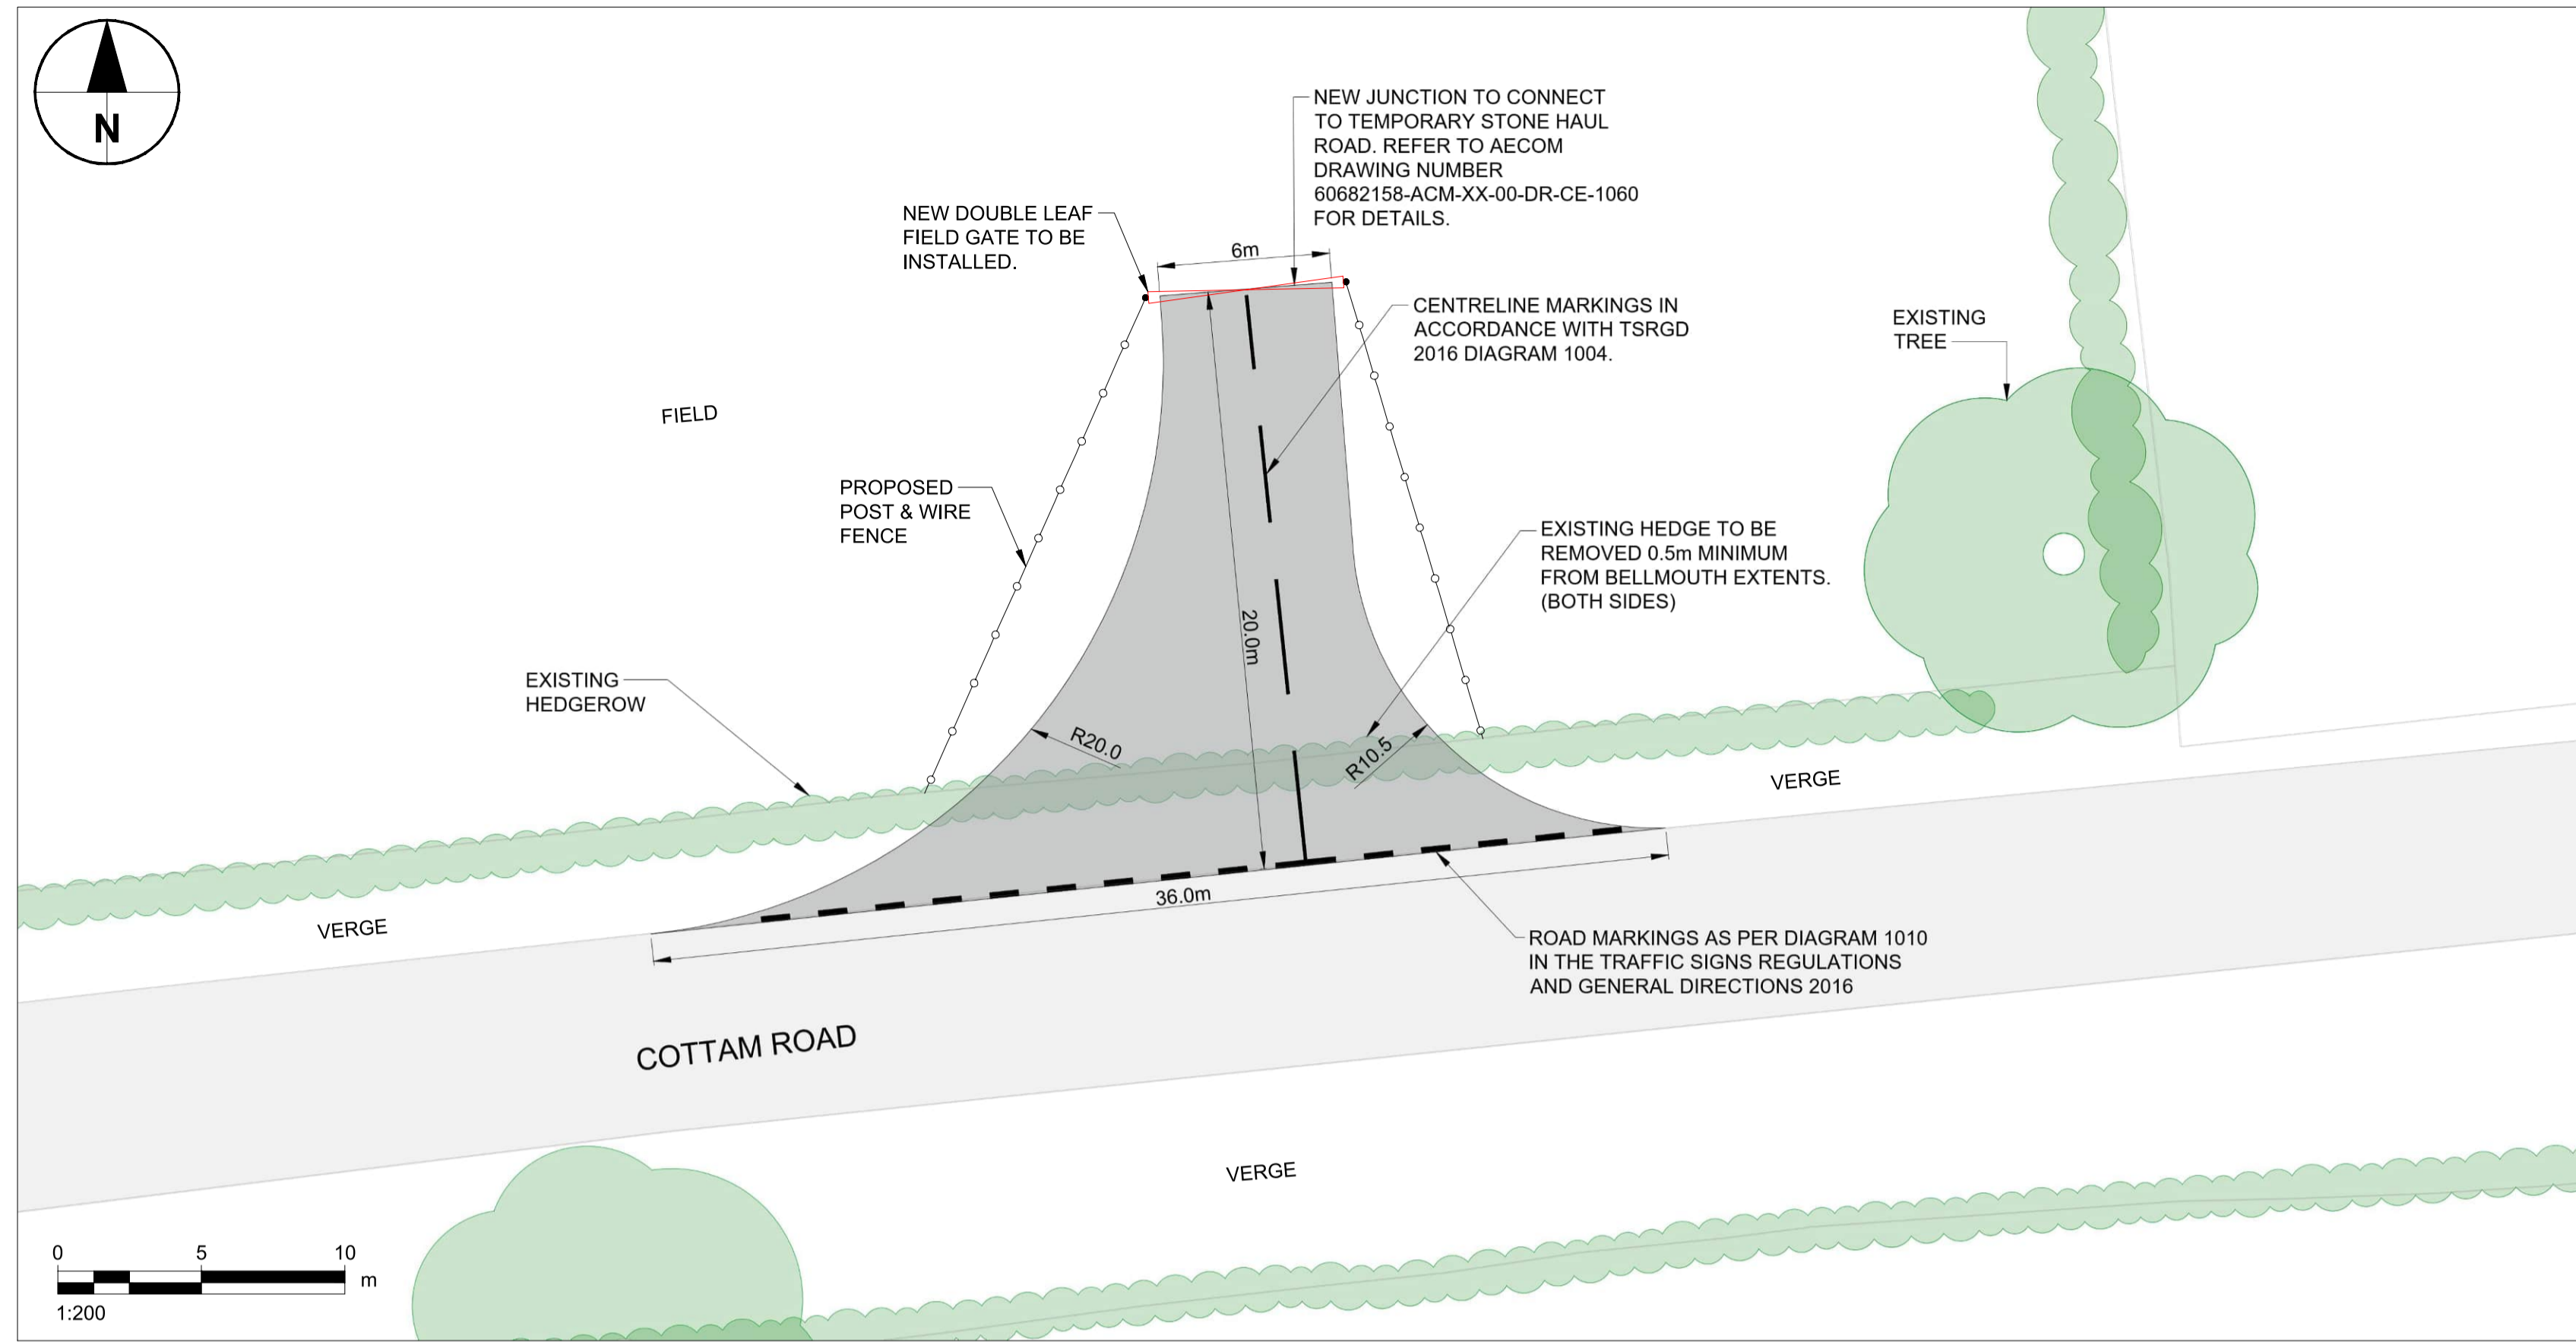 N
NEW JUNCTION TO CONNECT
TO TEMPORARY STONE HAUL
ROAD. REFER TO AECOM
DRAWING NUMBER
60682158-ACM-XX-00-DR-CE-1060
FOR DETAILS.
NEW DOUBLE LEAF
FIELD GATE TO BE
INSTALLED.
6m
CENTRELINE MARKINGS IN
ACCORDANCE WITH TSRGD
2016 DIAGRAM 1004.
EXISTING
TREE
FIELD
PROPOSED
POST & WIRE
FENCE
EXISTING HEDGE TO BE
REMOVED 0.5m MINIMUM
FROM BELLMOUTH EXTENTS.
(BOTH SIDES)
20.0m
EXISTING
HEDGEROW
R20.0
R10.5
VERGE
36.0m
VERGE
ROAD MARKINGS AS PER DIAGRAM 1010
IN THE TRAFFIC SIGNS REGULATIONS
AND GENERAL DIRECTIONS 2016
COTTAM ROAD
VERGE
0 5 10
m
1:200